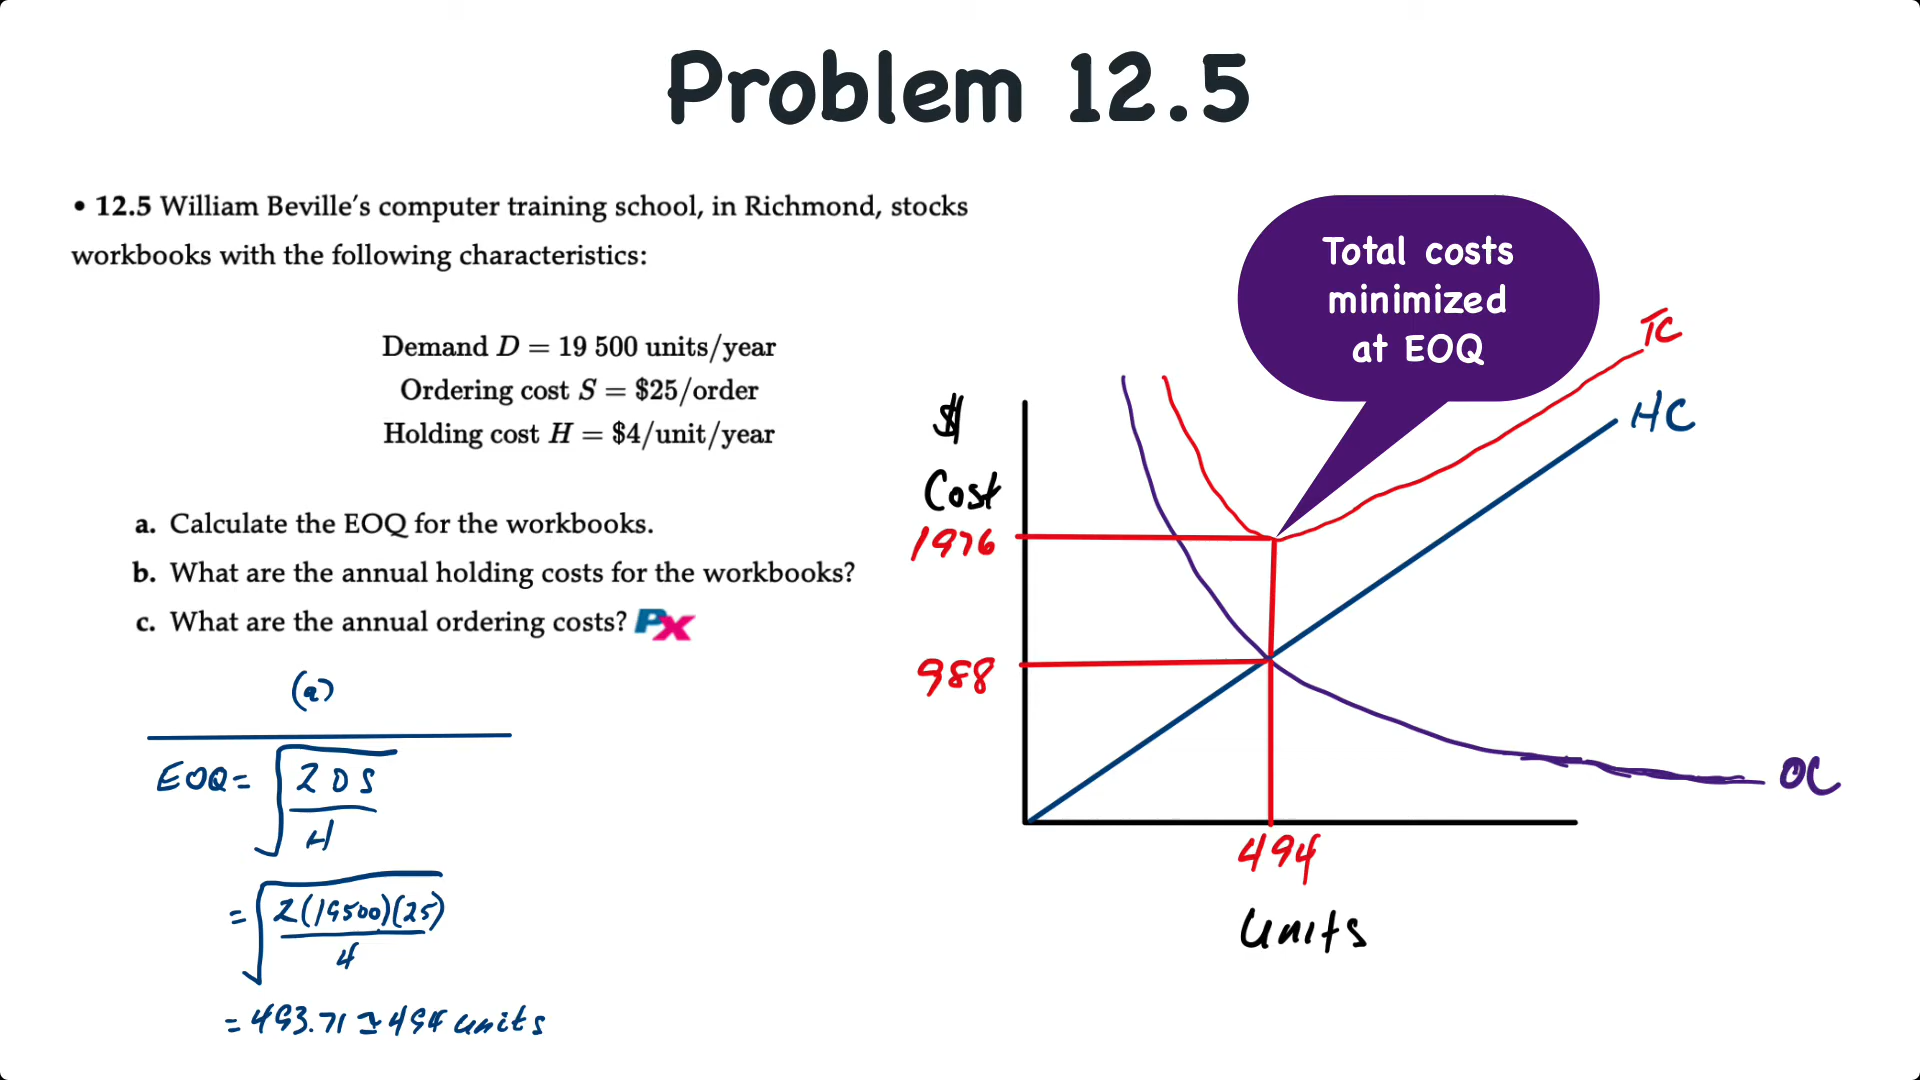 Problem 12.5
• 12.5 William Beville’s computer training school, in Richmond, stocks
workbooks with the following characteristics:
Demand D = 19 500 units/year
Ordering cost S = $25/order
Holding cost H = $4/unit/year
a. Calculate the EOQ for the workbooks.
b. What are the annual holding costs for the workbooks?
c. What are the annual ordering costs? PX
(a)
EOQ = √(2DS
H)
= √(2(19500)(25)
4)
= 493.71 ≃ 494 units
Total costs
minimized
at EOQ
TC
HC
$
Cost
1976
988
OC
494
Units